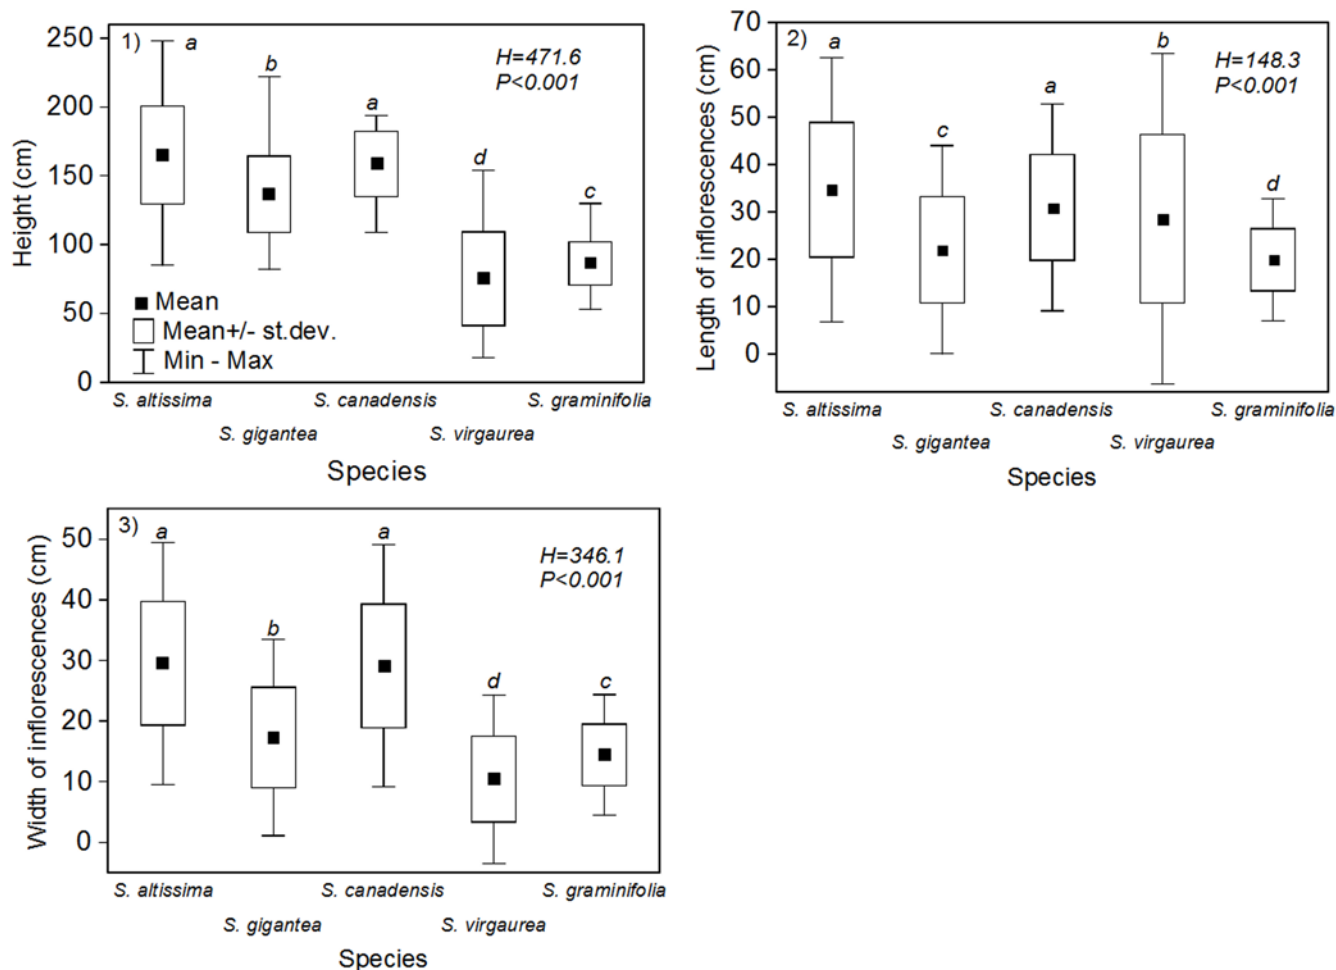 1)
250
200
150
100
50
0
Height (cm)
a
b
a
d
c
H=471.6
P<0.001
Mean
Mean+/- st.dev.
Min - Max
S. altissima
S. canadensis
S. graminifolia
S. gigantea
S. virgaurea
Species
2)
70
60
50
40
30
20
10
0
Length of inflorescences (cm)
a
c
a
b
d
H=148.3
P<0.001
S. altissima
S. canadensis
S. graminifolia
S. gigantea
S. virgaurea
Species
3)
50
40
30
20
10
0
Width of inflorescences (cm)
a
b
a
d
c
H=346.1
P<0.001
S. altissima
S. canadensis
S. graminifolia
S. gigantea
S. virgaurea
Species